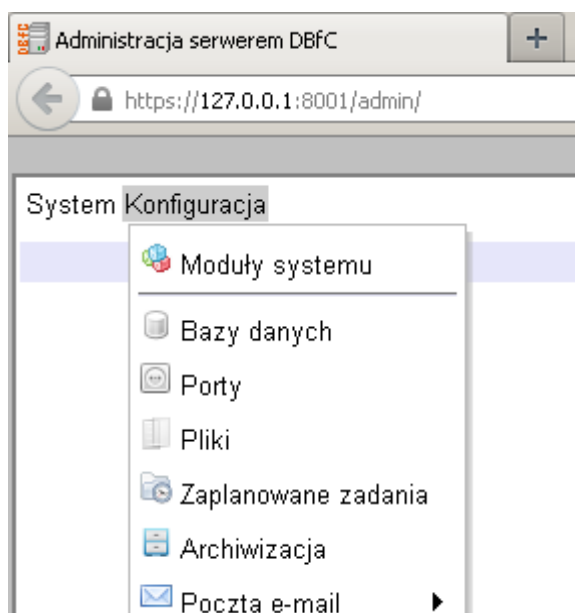 DBfC
Administracja serwerem DBfC
+
https://127.0.0.1:8001/admin/
System Konfiguracja
Moduły systemu
Bazy danych
Porty
Pliki
Zaplanowane zadania
Archiwizacja
Poczta e-mail